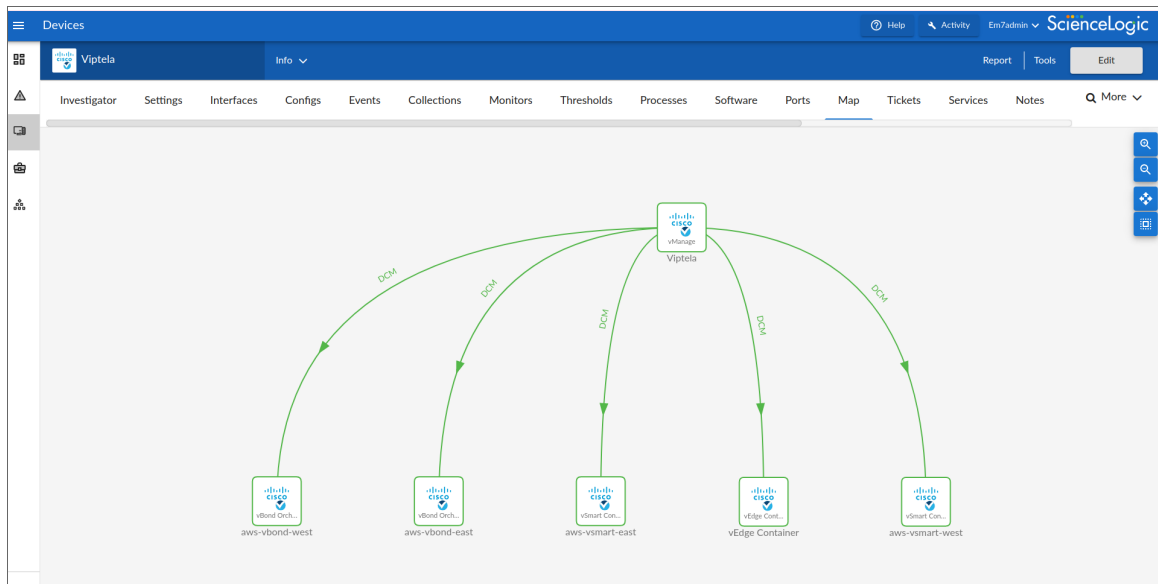 Devices
Help
Activity
Em7admin
ScienceLogic
CISCO
Viptela
Info
Report
Tools
Edit
Investigator
Settings
Interfaces
Configs
Events
Collections
Monitors
Thresholds
Processes
Software
Ports
Map
Tickets
Services
Notes
More
CISCO
vManage
Viptela
DCM
DCM
DCM
DCM
DCM
CISCO
vBond Orch...
aws-vbond-west
CISCO
vBond Orch...
aws-vbond-east
CISCO
vSmart Con...
aws-vsmart-east
CISCO
vEdge Cont...
vEdge Container
CISCO
vSmart Con...
aws-vsmart-west